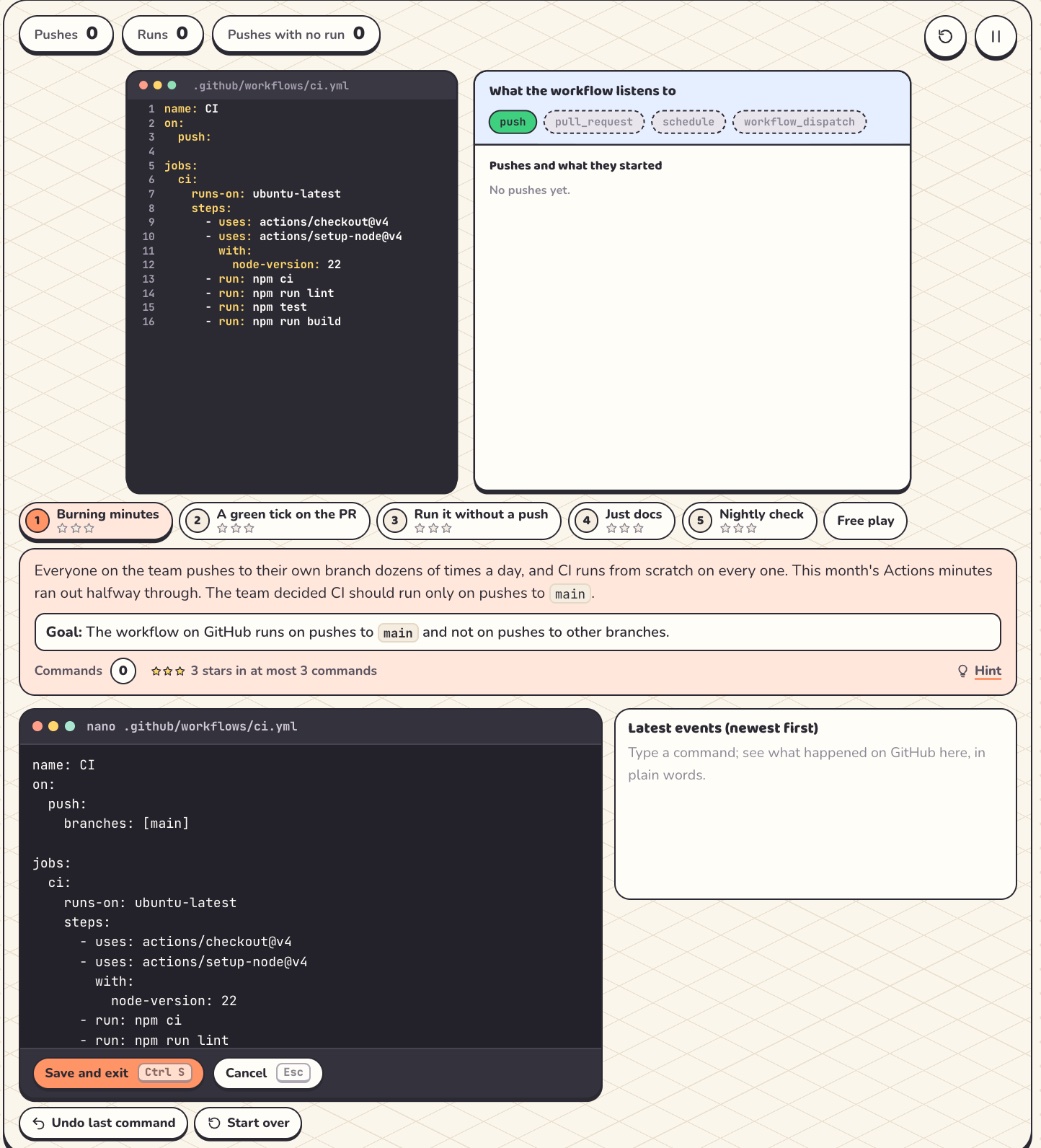 Pushes 0 Runs 0 Pushes with no run 0
.github/workflows/ci.yml
1 name: CI
2 on:
3   push:
4
5 jobs:
6   ci:
7     runs-on: ubuntu-latest
8     steps:
9       - uses: actions/checkout@v4
10       - uses: actions/setup-node@v4
11         with:
12           node-version: 22
13       - run: npm ci
14       - run: npm run lint
15       - run: npm test
16       - run: npm run build
What the workflow listens to
push pull_request schedule workflow_dispatch
Pushes and what they started
No pushes yet.
1 Burning minutes
2 A green tick on the PR
3 Run it without a push
4 Just docs
5 Nightly check
Free play
Everyone on the team pushes to their own branch dozens of times a day, and CI runs from scratch on every one. This month's Actions minutes
ran out halfway through. The team decided CI should run only on pushes to main.
Goal: The workflow on GitHub runs on pushes to main and not on pushes to other branches.
Commands 0 3 stars in at most 3 commands Hint
nano .github/workflows/ci.yml
name: CI
on:
  push:
    branches: [main]

jobs:
  ci:
    runs-on: ubuntu-latest
    steps:
      - uses: actions/checkout@v4
      - uses: actions/setup-node@v4
        with:
          node-version: 22
      - run: npm ci
      - run: npm run lint
Save and exit Ctrl S Cancel Esc
Latest events (newest first)
Type a command; see what happened on GitHub here, in
plain words.
Undo last command Start over